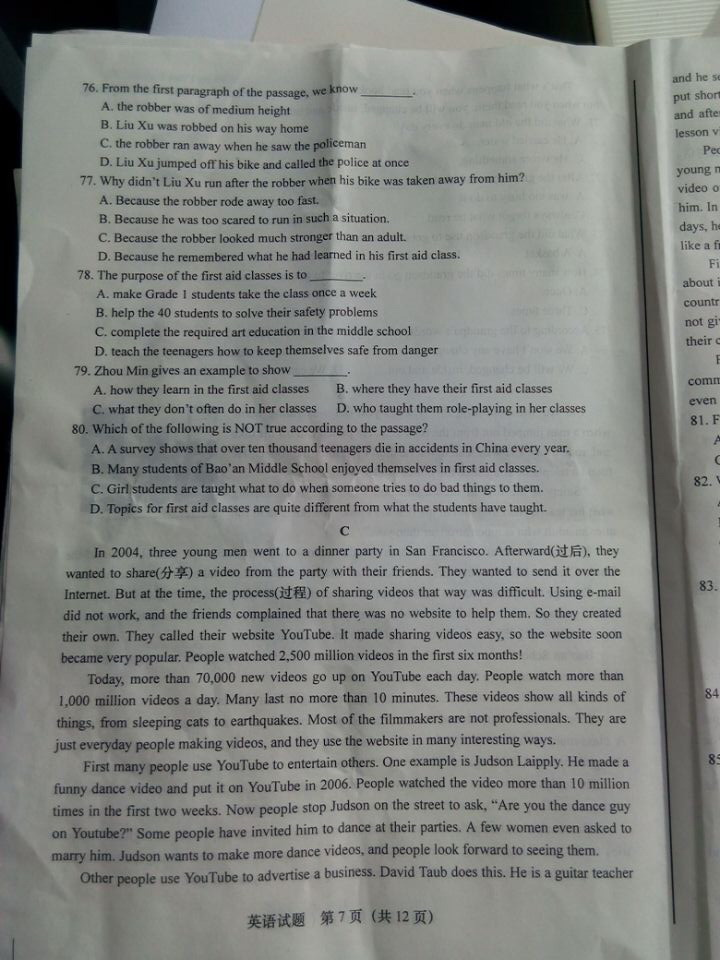 76. From the first paragraph of the passage, we know ________.
A. the robber was of medium height
B. Liu Xu was robbed on his way home
C. the robber ran away when he saw the policeman
D. Liu Xu jumped off his bike and called the police at once
77. Why didn't Liu Xu run after the robber when his bike was taken away from him?
A. Because the robber rode away too fast.
B. Because he was too scared to run in such a situation.
C. Because the robber looked much stronger than an adult.
D. Because he remembered what he had learned in his first aid class.
78. The purpose of the first aid classes is to ________.
A. make Grade 1 students take the class once a week
B. help the 40 students to solve their safety problems
C. complete the required art education in the middle school
D. teach the teenagers how to keep themselves safe from danger
79. Zhou Min gives an example to show ________.
A. how they learn in the first aid classes B. where they have their first aid classes
C. what they don't often do in her classes D. who taught them role-playing in her classes
80. Which of the following is NOT true according to the passage?
A. A survey shows that over ten thousand teenagers die in accidents in China every year.
B. Many students of Bao'an Middle School enjoyed themselves in first aid classes.
C. Girl students are taught what to do when someone tries to do bad things to them.
D. Topics for first aid classes are quite different from what the students have taught.
C
In 2004, three young men went to a dinner party in San Francisco. Afterward(过后), they
wanted to share(分享) a video from the party with their friends. They wanted to send it over the
Internet. But at the time, the process(过程) of sharing videos that way was difficult. Using e-mail
did not work, and the friends complained that there was no website to help them. So they created
their own. They called their website YouTube. It made sharing videos easy, so the website soon
became very popular. People watched 2,500 million videos in the first six months!
Today, more than 70,000 new videos go up on YouTube each day. People watch more than
1,000 million videos a day. Many last no more than 10 minutes. These videos show all kinds of
things, from sleeping cats to earthquakes. Most of the filmmakers are not professionals. They are
just everyday people making videos, and they use the website in many interesting ways.
First many people use YouTube to entertain others. One example is Judson Laipply. He made a
funny dance video and put it on YouTube in 2006. People watched the video more than 10 million
times in the first two weeks. Now people stop Judson on the street to ask, "Are you the dance guy
on Youtube?" Some people have invited him to dance at their parties. A few women even asked to
marry him. Judson wants to make more dance videos, and people look forward to seeing them.
Other people use YouTube to advertise a business. David Taub does this. He is a guitar teacher
英语试题 第 7 页（共 12 页）
and he
put short
and after
lesson
young
video
him. In
days,
like a
about
countr
not
their
comm
even
81.
82.
83.
84
85